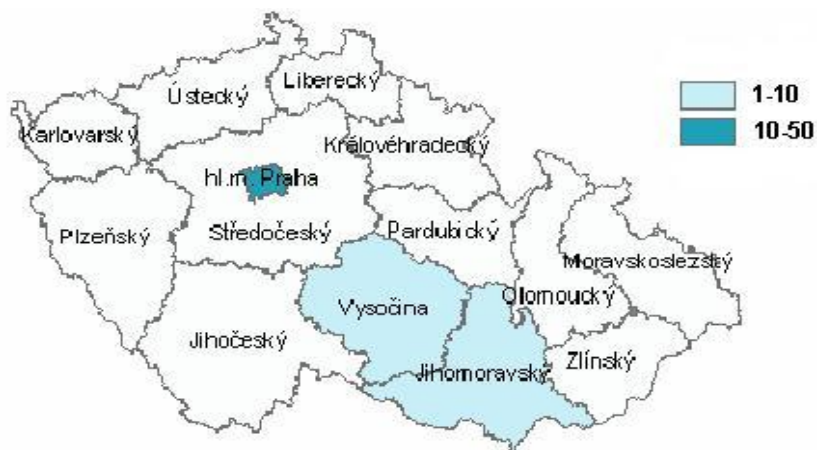 Liberecký
Ústecký
1-10
10-50
Karlovarský
Královéhradecký
hl.m. Praha
Plzeňský
Středočeský
Pardubický
Moravskoslezský
Olomoucký
Vysočina
Jihočeský
Zlínský
Jihomoravský